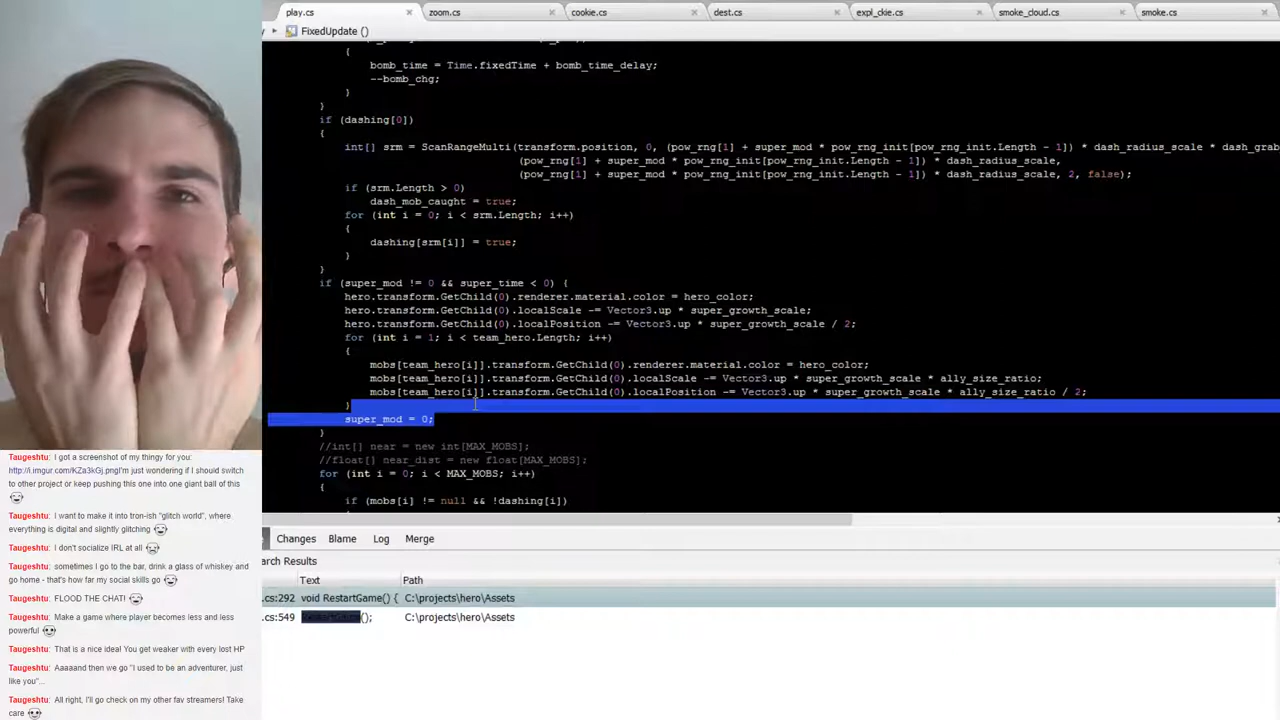 play.cs
zoom.cs
cookie.cs
dest.cs
expl_ckie.cs
smoke_cloud.cs
smoke.cs
FixedUpdate ()
{
bomb_time = Time.fixedTime + bomb_time_delay;
--bomb_chg;
}
}
if (dashing[0])
{
int[] srm = ScanRangeMulti(transform.position, 0, (pow_rng[1] + super_mod * pow_rng_init[pow_rng_init.Length - 1]) * dash_radius_scale * dash_grab
(pow_rng[1] + super_mod * pow_rng_init[pow_rng_init.Length - 1]) * dash_radius_scale,
(pow_rng[1] + super_mod * pow_rng_init[pow_rng_init.Length - 1]) * dash_radius_scale, 2, false);
if (srm.Length > 0)
dash_mob_caught = true;
for (int i = 0; i < srm.Length; i++)
{
dashing[srm[i]] = true;
}
}
if (super_mod != 0 && super_time < 0) {
hero.transform.GetChild(0).renderer.material.color = hero_color;
hero.transform.GetChild(0).localScale -= Vector3.up * super_growth_scale;
hero.transform.GetChild(0).localPosition -= Vector3.up * super_growth_scale / 2;
for (int i = 1; i < team_hero.Length; i++)
{
mobs[team_hero[i]].transform.GetChild(0).renderer.material.color = hero_color;
mobs[team_hero[i]].transform.GetChild(0).localScale -= Vector3.up * super_growth_scale * ally_size_ratio;
mobs[team_hero[i]].transform.GetChild(0).localPosition -= Vector3.up * super_growth_scale * ally_size_ratio / 2;
}
super_mod = 0;
}
//int[] near = new int[MAX_MOBS];
//float[] near_dist = new float[MAX_MOBS];
for (int i = 0; i < MAX_MOBS; i++)
{
if (mobs[i] != null && !dashing[i])
Changes Blame Log Merge
arch Results
Text Path
.cs:292 void RestartGame() { C:\projects\hero\Assets
.cs:549 RestartGame(); C:\projects\hero\Assets
Taugeshtu: I got a screenshot of my thingy for you:
http://i.imgur.com/KZa3kGj.pngI'm just wondering if I should switch
to other project or keep pushing this one into one giant ball of this
Taugeshtu: I want to make it into tron-ish "glitch world", where
everything is digital and slightly glitching
Taugeshtu: I don't socialize IRL at all
Taugeshtu: sometimes I go to the bar, drink a glass of whiskey and
go home - that's how far my social skills go
Taugeshtu: FLOOD THE CHAT!
Taugeshtu: Make a game where player becomes less and less
powerful
Taugeshtu: That is a nice idea! You get weaker with every lost HP
Taugeshtu: Aaaaand then we go "I used to be an adventurer, just
like you"...
Taugeshtu: All right, I'll go check on my other fav streamers! Take
care